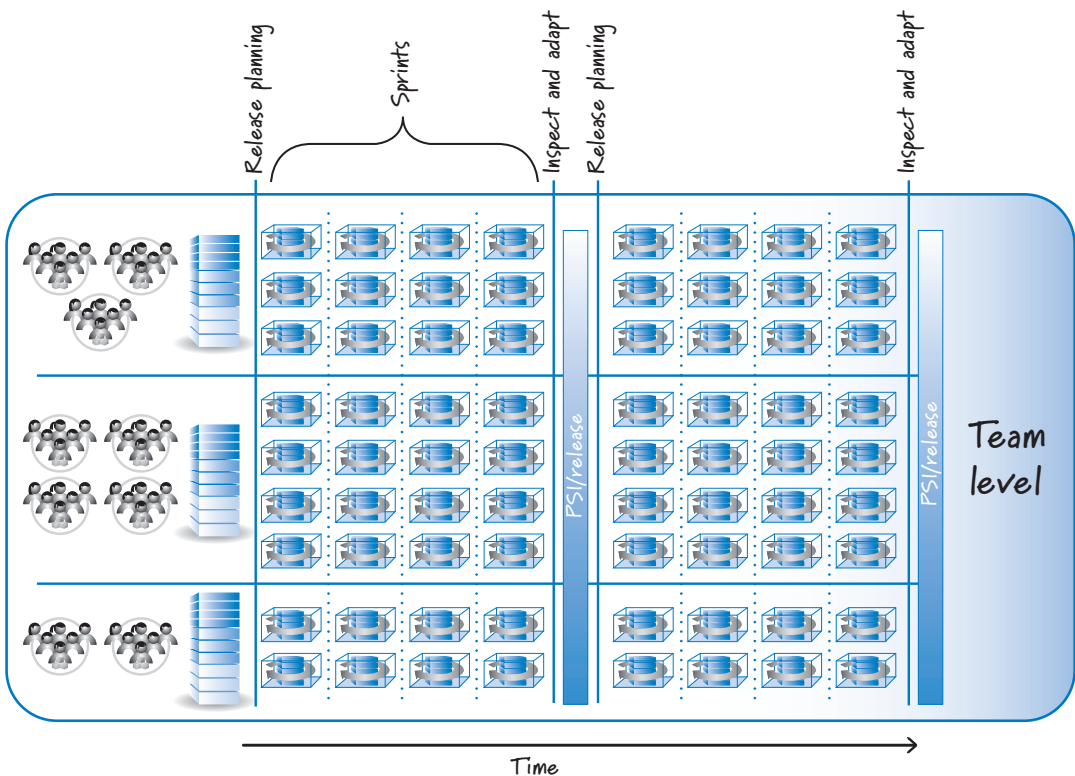 Release planning
Sprints
Inspect and adapt
Release planning
Inspect and adapt
PSI/release
PSI/release
Team
level
Time